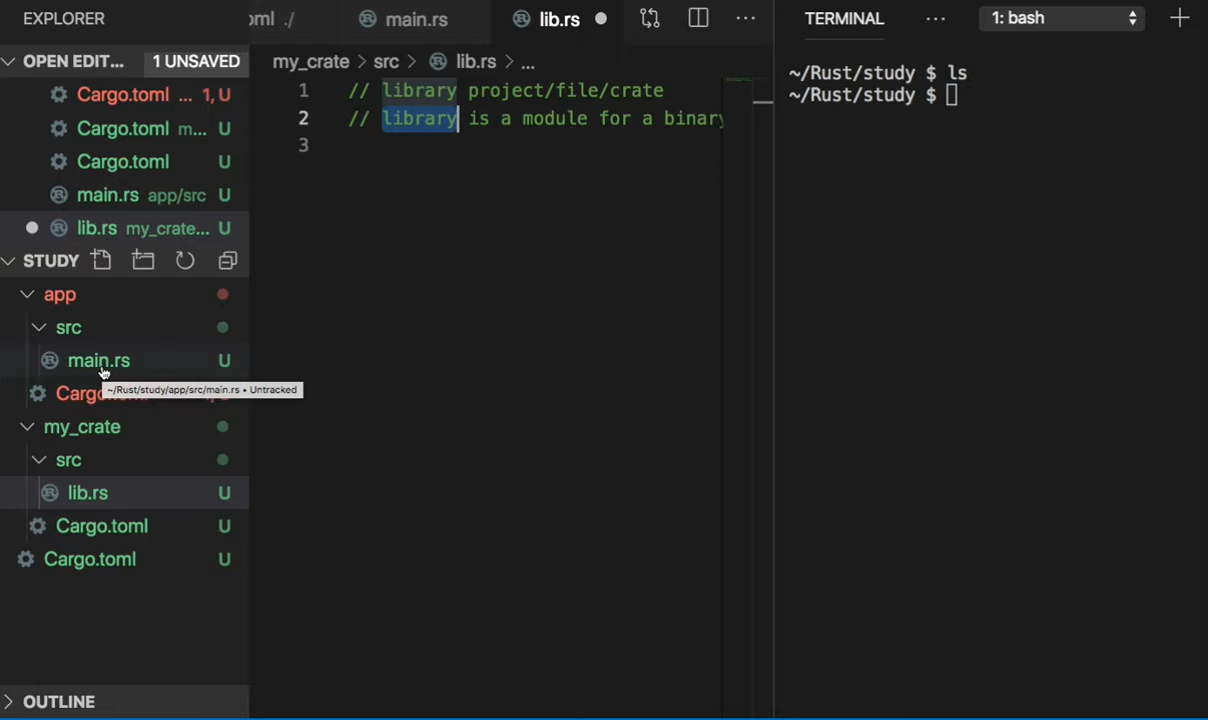 EXPLORER
OPEN EDIT... 1 UNSAVED
Cargo.toml ... 1, U
Cargo.toml m... U
Cargo.toml U
main.rs app/src U
lib.rs my_crate... U
STUDY
app
src
main.rs U
~/Rust/study/app/src/main.rs • Untracked
my_crate
src
lib.rs U
Cargo.toml U
Cargo.toml U
OUTLINE
oml ./ main.rs lib.rs ...
my_crate > src > lib.rs > ...
1 // library project/file/crate
2 // library is a module for a binary
3
TERMINAL ... 1: bash
~/Rust/study $ ls
~/Rust/study $